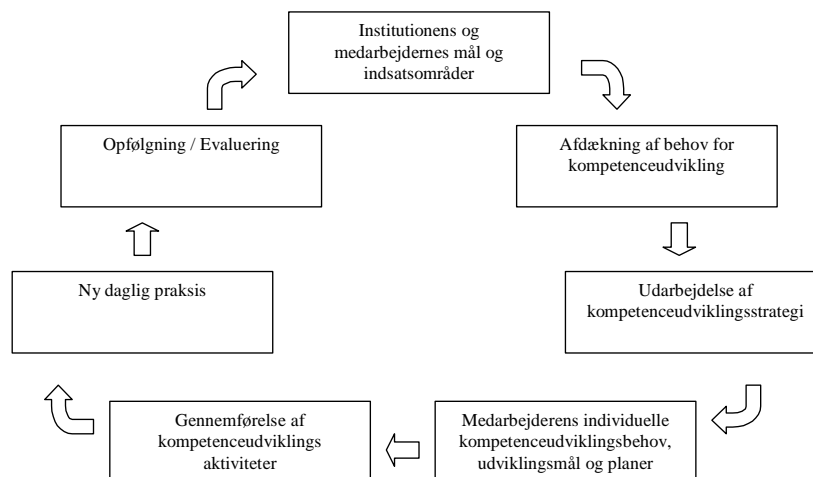 Institutionens og
medarbejdernes mål og
indsatsområder
Afdækning af behov for
kompetenceudvikling
Udarbejdelse af
kompetenceudviklingsstrategi
Medarbejderens individuelle
kompetenceudviklingsbehov,
udviklingsmål og planer
Gennemførelse af
kompetenceudviklings
aktiviteter
Ny daglig praksis
Opfølgning / Evaluering